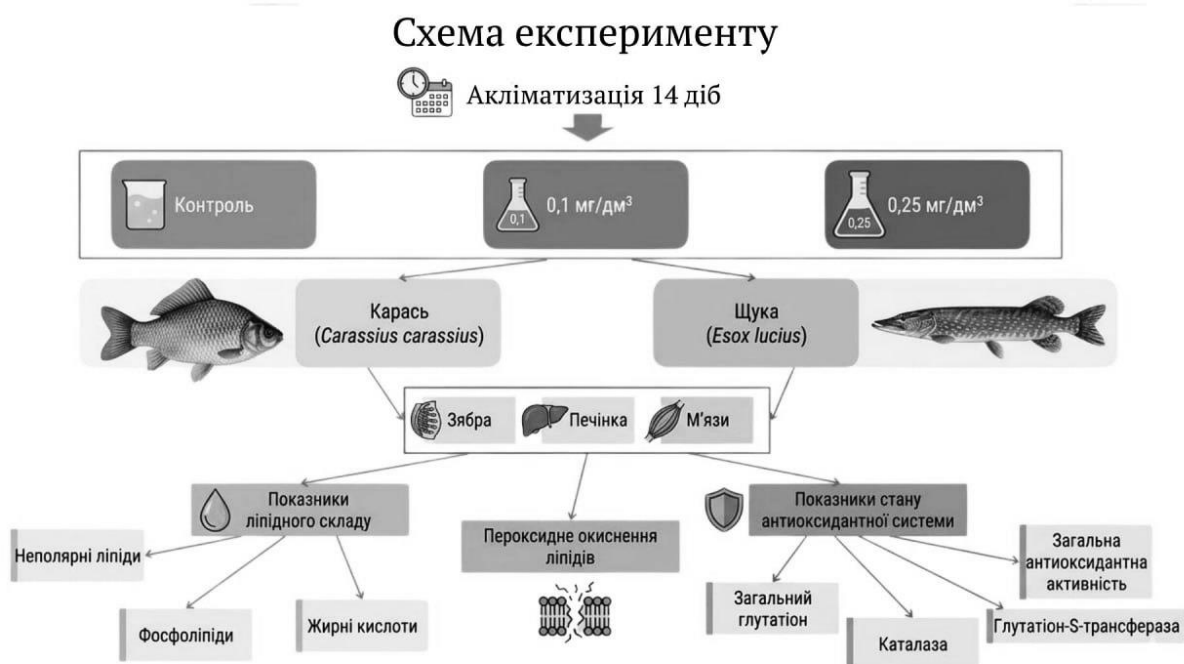 Схема експерименту
Акліматизація 14 діб
Контроль
0,1
0,1 мг/дм³
0,25
0,25 мг/дм³
Карась
(Carassius carassius)
Щука
(Esox lucius)
Зябра
Печінка
М'язи
Показники
ліпідного складу
Пероксидне окиснення
ліпідів
Показники стану
антиоксидантної системи
Неполярні ліпіди
Фосфоліпіди
Жирні кислоти
Загальний
глутатіон
Каталаза
Глутатіон-S-трансфераза
Загальна
антиоксидантна
активність